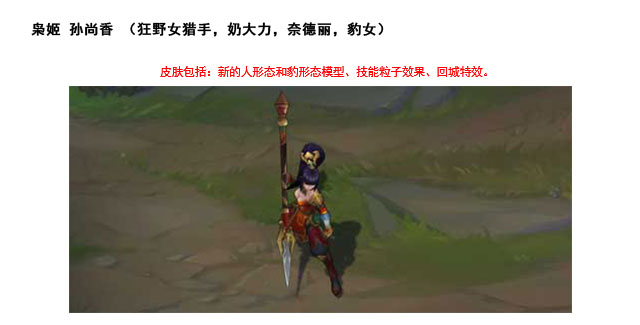 枭姬 孙尚香 （狂野女猎手，奶大力，奈德丽，豹女）
皮肤包括：新的人形态和豹形态模型、技能粒子效果、回城特效。